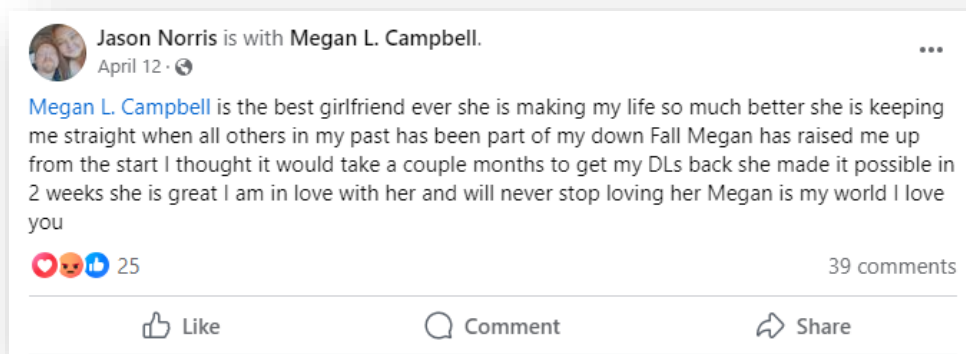 Jason Norris is with Megan L. Campbell.
April 12 ·
Megan L. Campbell is the best girlfriend ever she is making my life so much better she is keeping
me straight when all others in my past has been part of my down Fall Megan has raised me up
from the start I thought it would take a couple months to get my DLs back she made it possible in
2 weeks she is great I am in love with her and will never stop loving her Megan is my world I love
you
25 39 comments
Like Comment Share